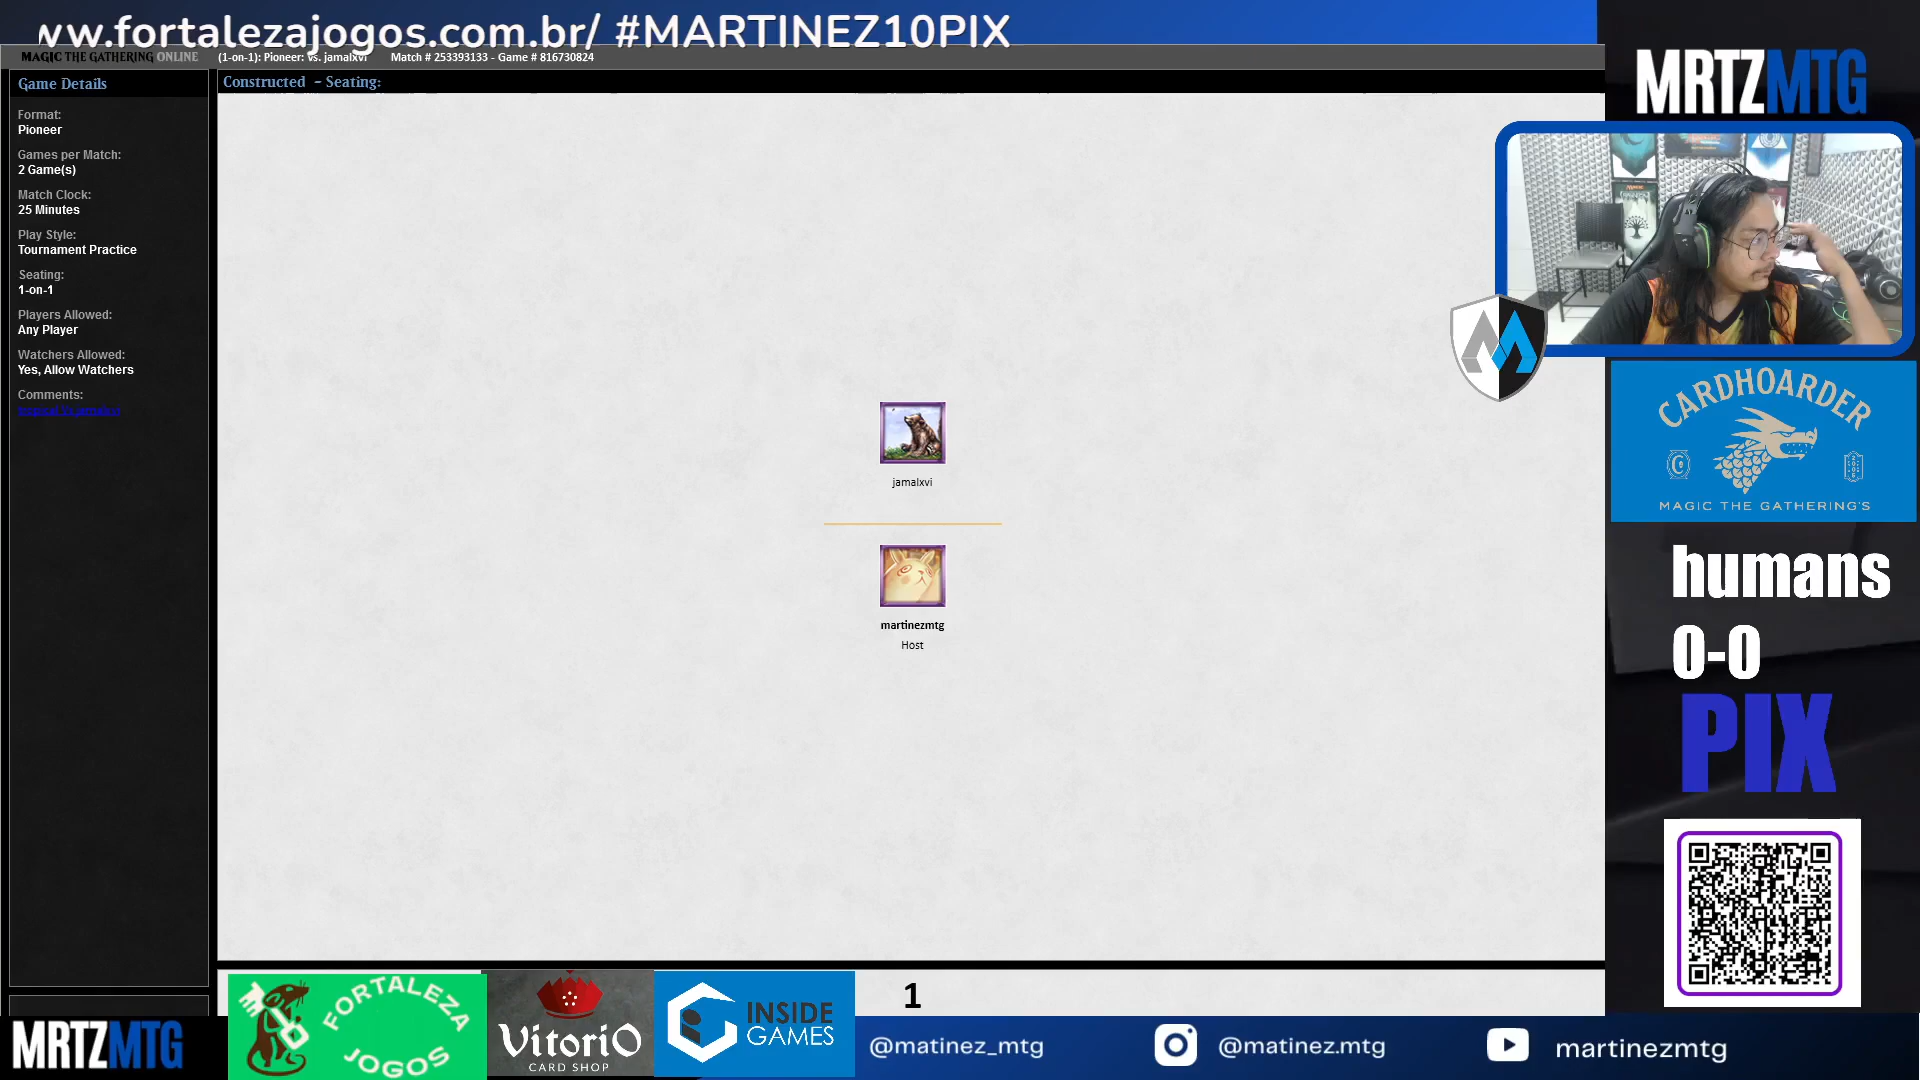 ww.fortalezajogos.com.br/ #MARTINEZ10PIX
MAGIC THE GATHERING ONLINE
(1-on-1): Pioneer: vs. jamalxvi Match # 253393133 - Game # 816730824
Game Details
Constructed - Seating:
Format:
Pioneer
Games per Match:
2 Game(s)
Match Clock:
25 Minutes
Play Style:
Tournament Practice
Seating:
1-on-1
Players Allowed:
Any Player
Watchers Allowed:
Yes, Allow Watchers
Comments:
jamalxvi
martinezmtg
Host
1
MRTZMTG
CARDHOARDER
MAGIC THE GATHERING'S
humans
0-0
PIX
MRTZMTG
FORTALEZA
JOGOS
VitoriO
CARD SHOP
INSIDE
GAMES
@matinez_mtg
@matinez.mtg
martinezmtg